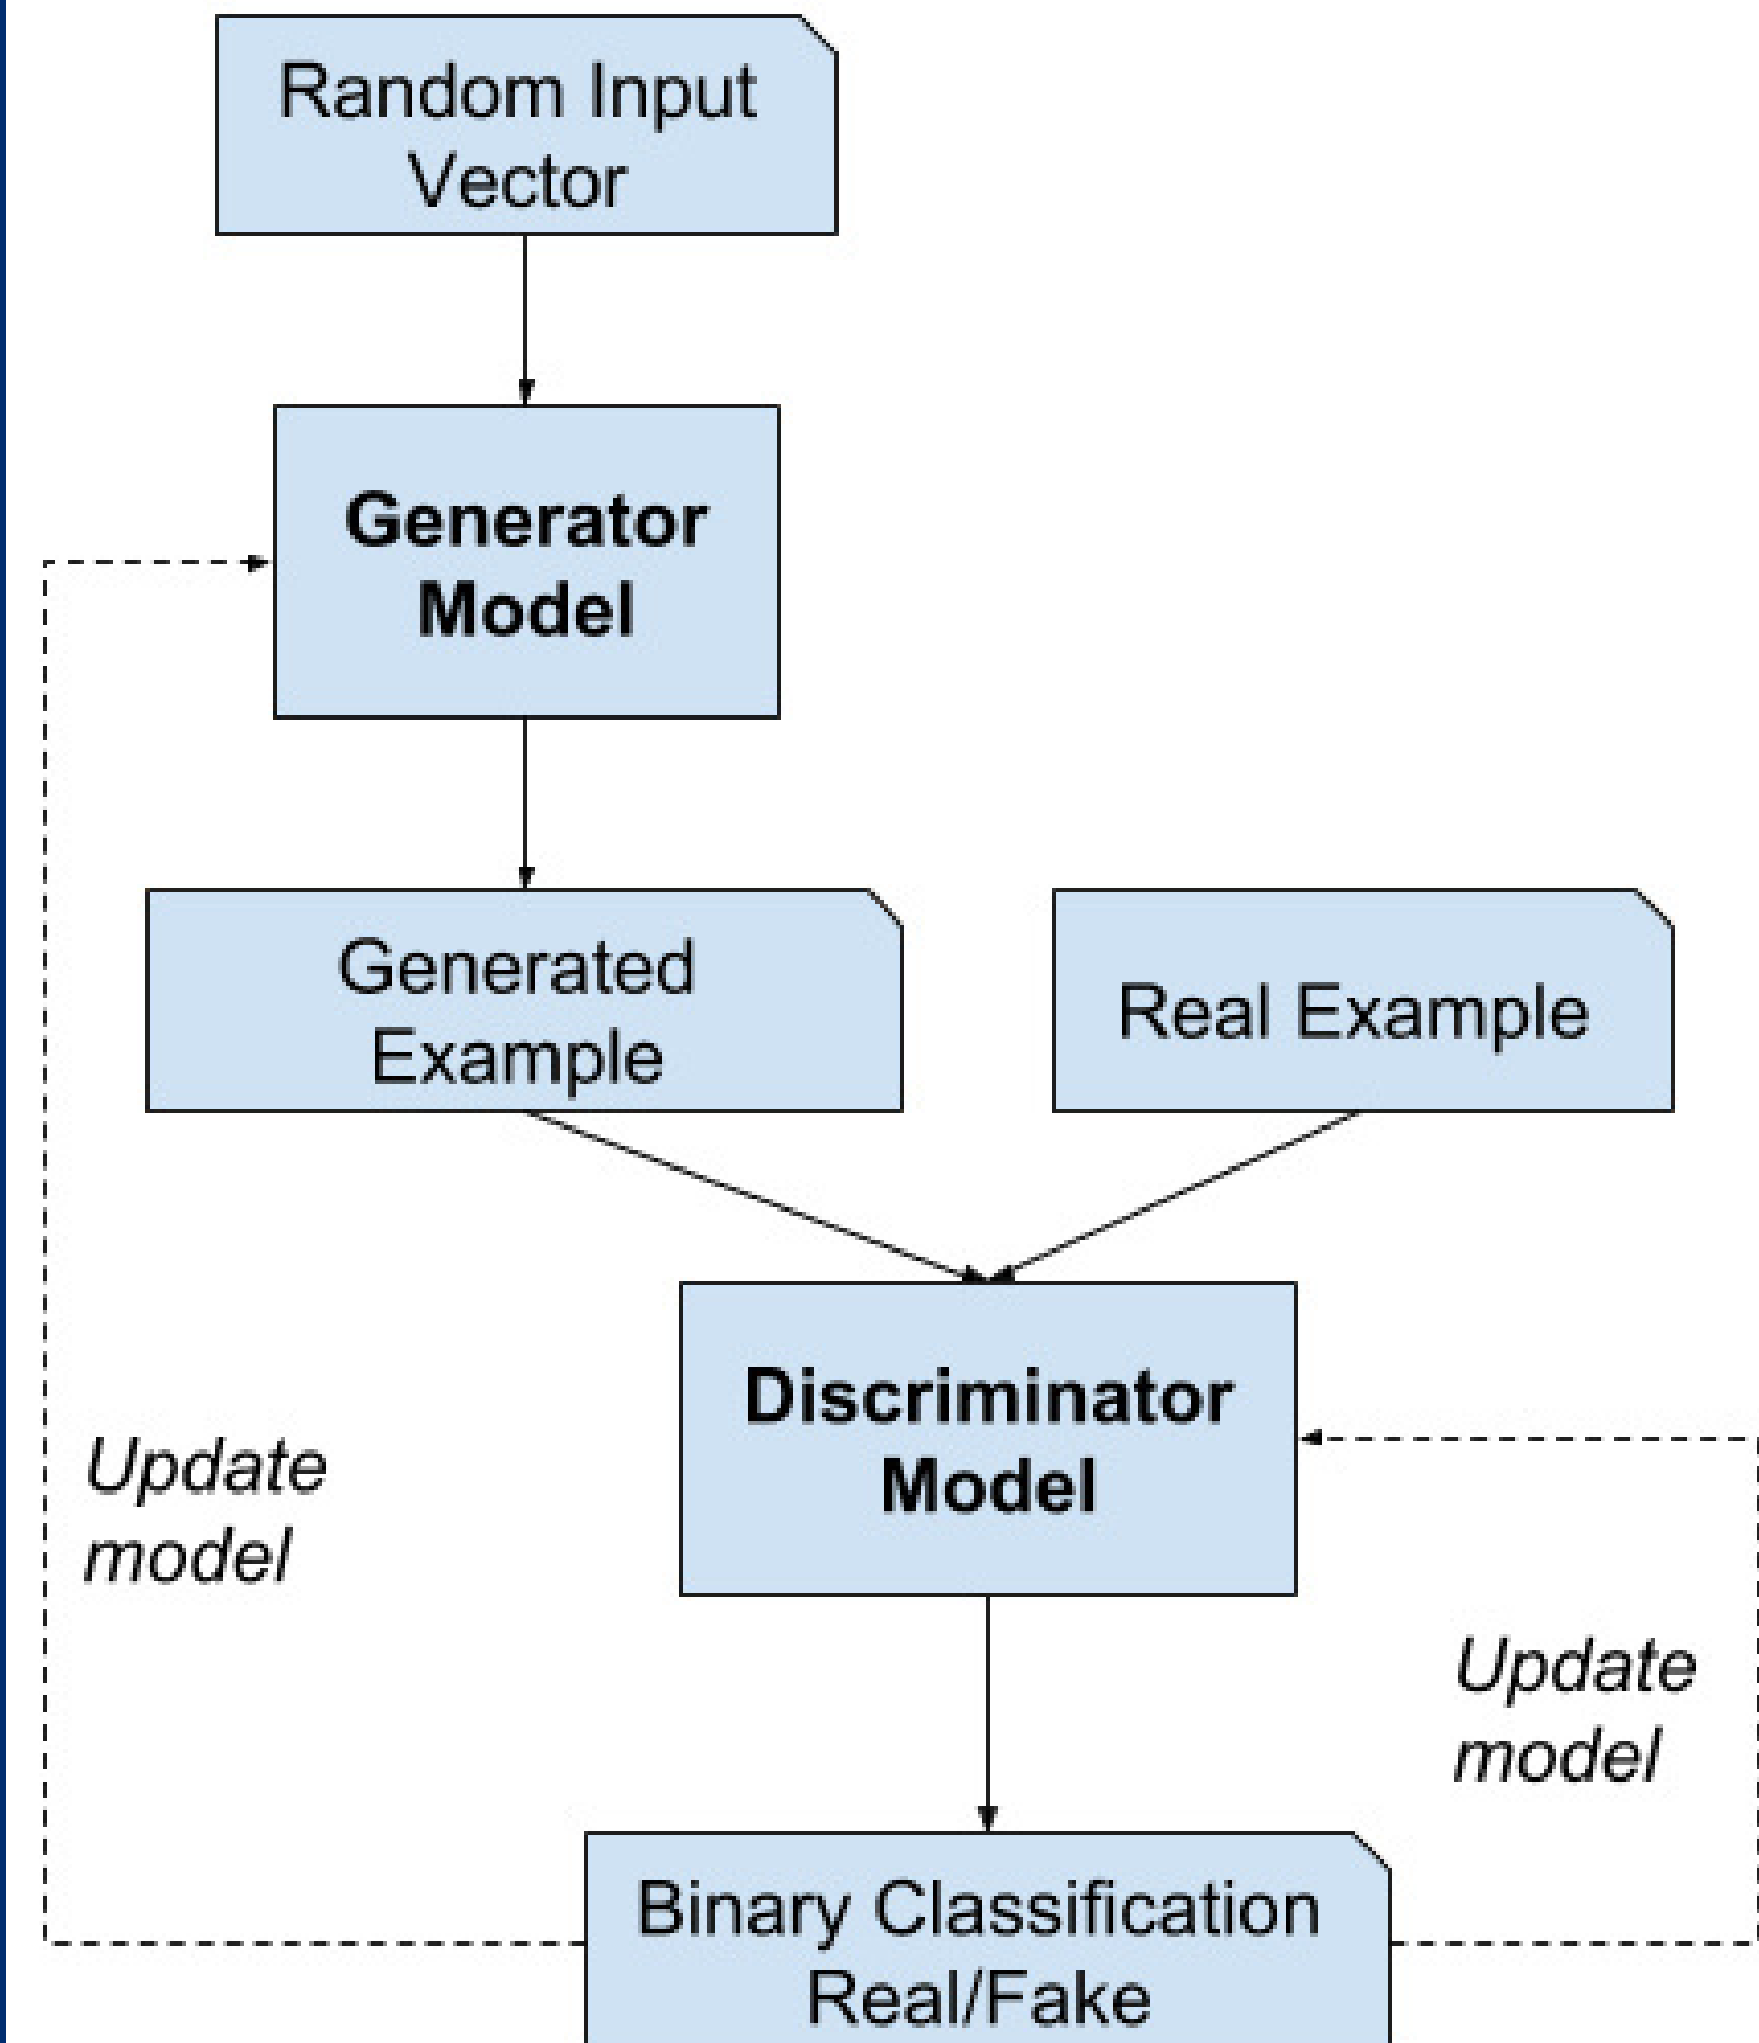 Random Input
Vector
Generator
Model
Generated
Example
Real Example
Discriminator
Model
Update
model
Update
model
Binary Classification
Real/Fake